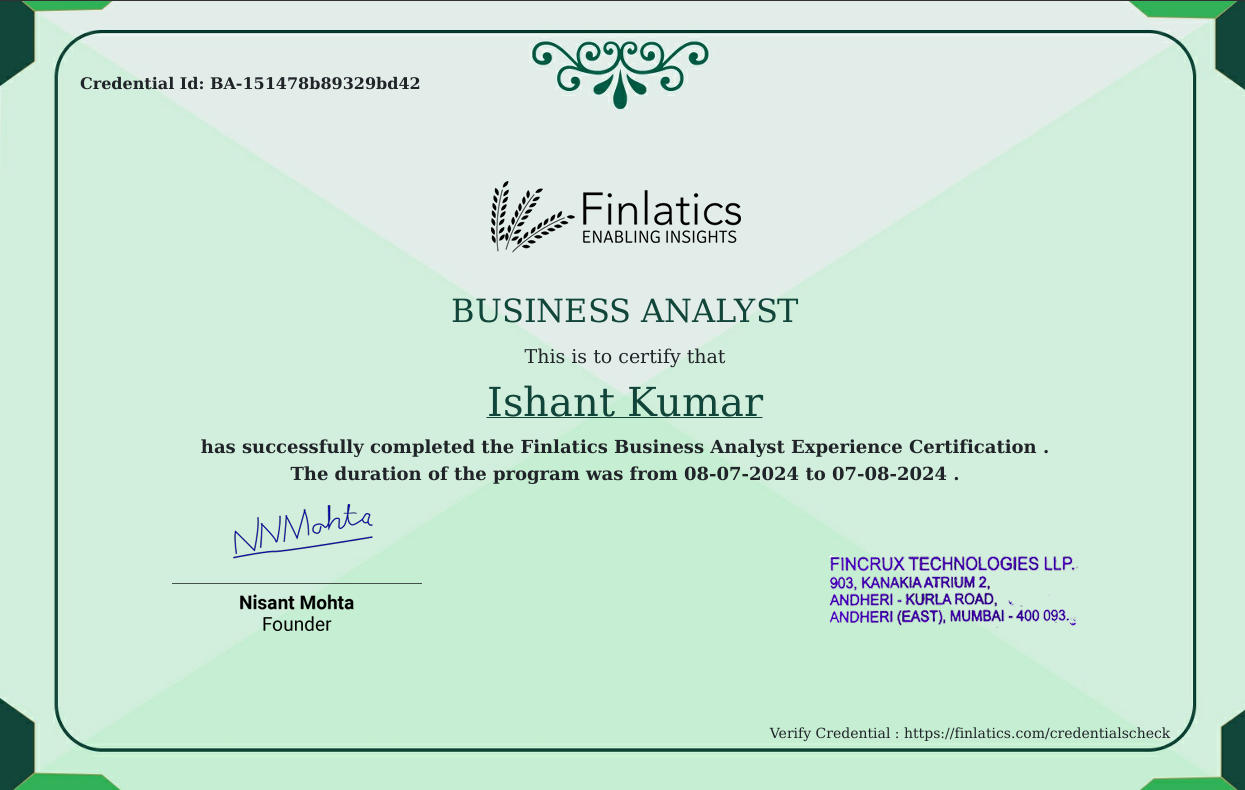 Credential Id: BA-151478b89329bd42
Finlatics
ENABLING INSIGHTS
BUSINESS ANALYST
This is to certify that
Ishant Kumar
has successfully completed the Finlatics Business Analyst Experience Certification .
The duration of the program was from 08-07-2024 to 07-08-2024 .
NNMohta
Nisant Mohta
Founder
FINCRUX TECHNOLOGIES LLP.
903, KANAKIA ATRIUM 2,
ANDHERI - KURLA ROAD,
ANDHERI (EAST), MUMBAI - 400 093.
Verify Credential : https://finlatics.com/credentialscheck